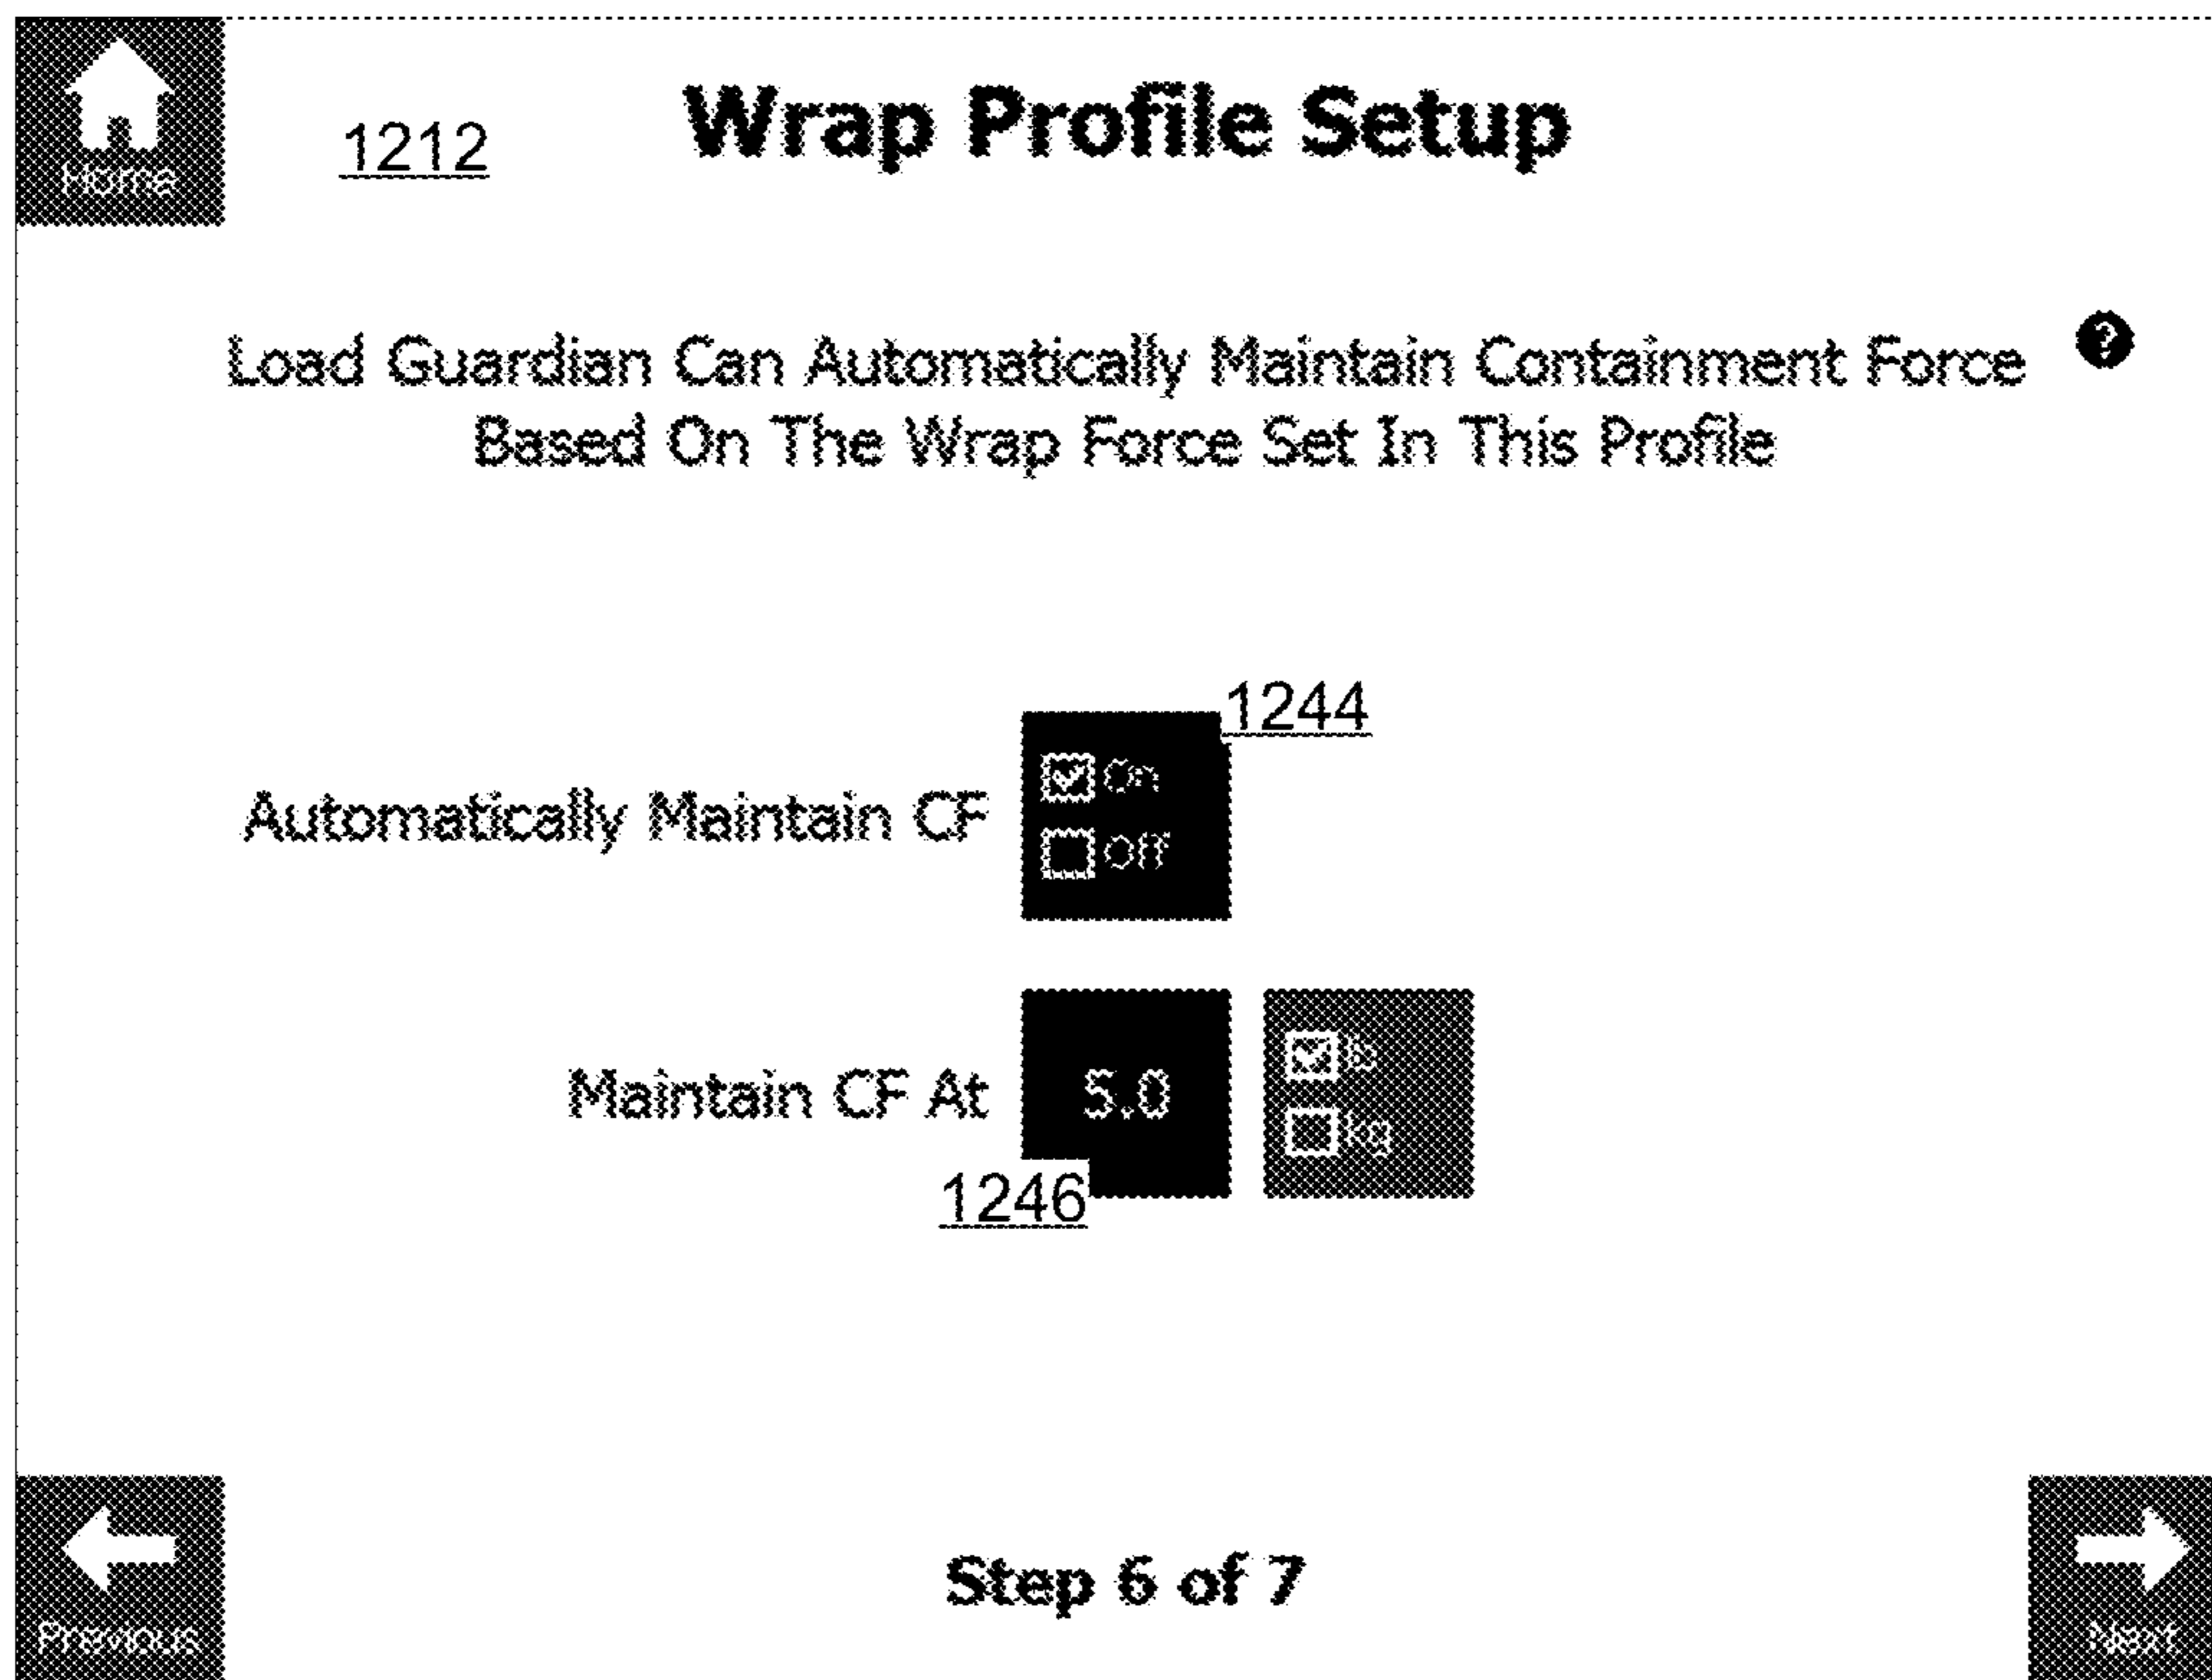 Home
1212
Wrap Profile Setup
Load Guardian Can Automatically Maintain Containment Force
?
Based On The Wrap Force Set In This Profile
1244
Automatically Maintain CF
On
Off
Maintain CF At
5.0
lb
kg
1246
Previous
Step 6 of 7
Next